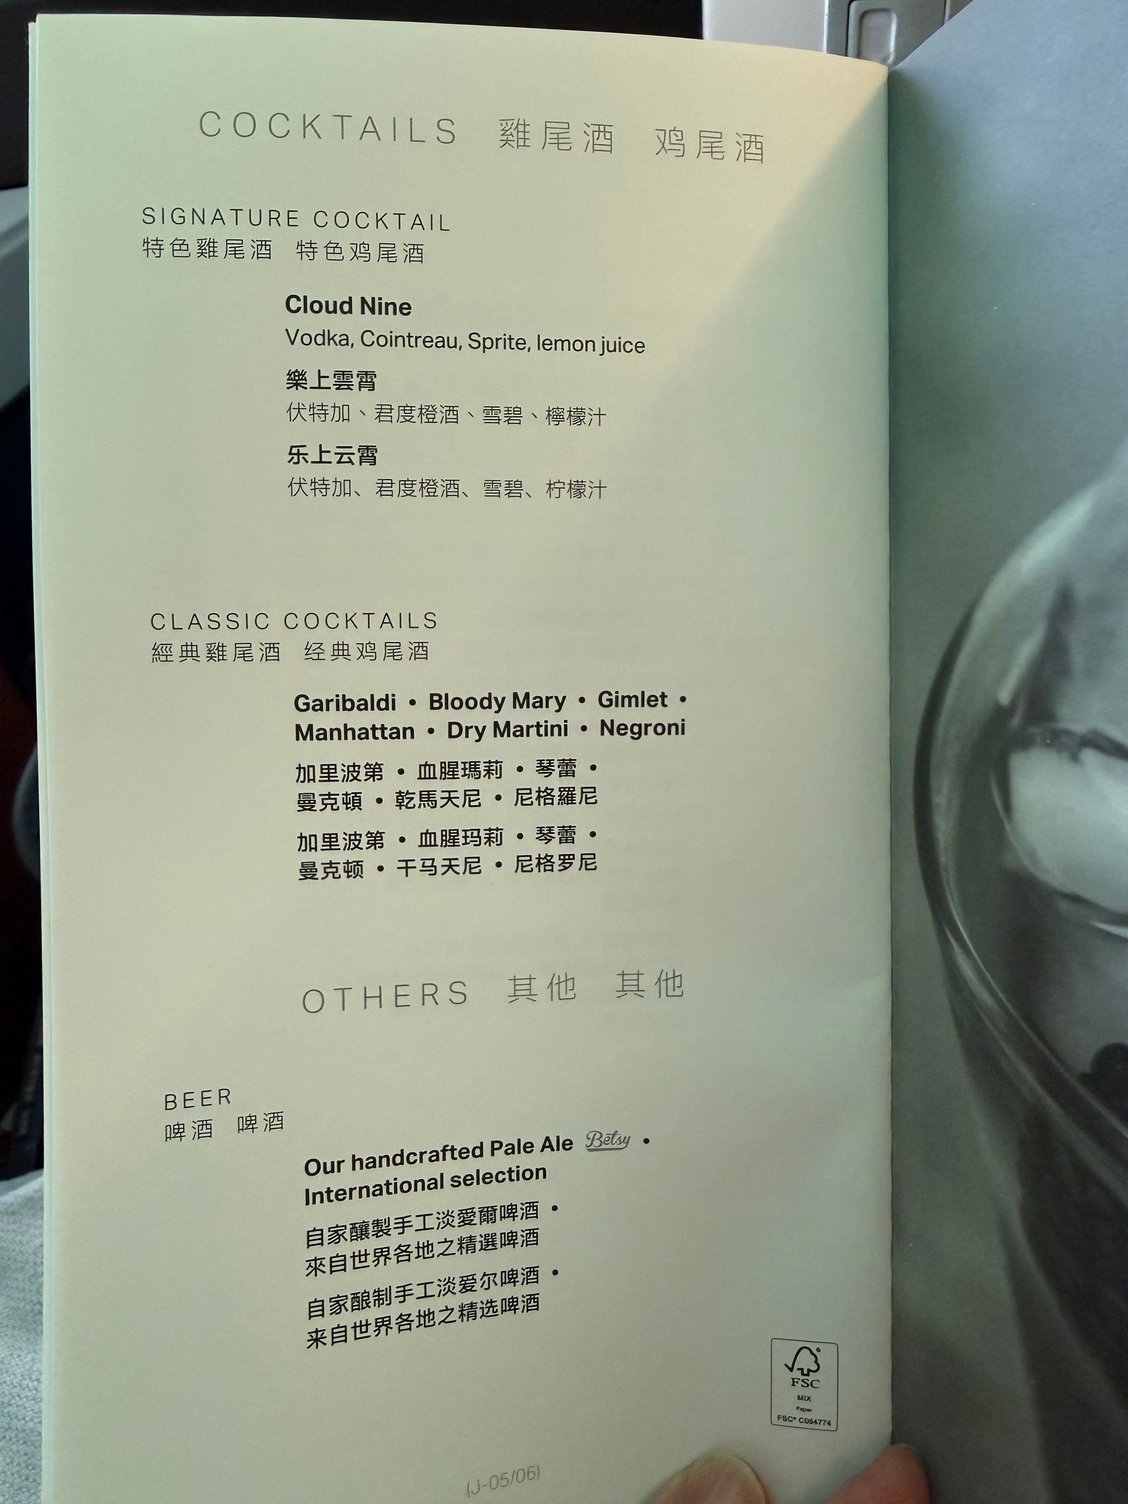 COCKTAILS 雞尾酒 鸡尾酒
SIGNATURE COCKTAIL
特色雞尾酒 特色鸡尾酒
Cloud Nine
Vodka, Cointreau, Sprite, lemon juice
樂上雲霄
伏特加、君度橙酒、雪碧、檸檬汁
乐上云霄
伏特加、君度橙酒、雪碧、柠檬汁
CLASSIC COCKTAILS
經典雞尾酒 经典鸡尾酒
Garibaldi • Bloody Mary • Gimlet •
Manhattan • Dry Martini • Negroni
加里波第 • 血腥瑪莉 • 琴蕾 •
曼克頓 • 乾馬天尼 • 尼格羅尼
加里波第 • 血腥玛莉 • 琴蕾 •
曼克顿 • 干马天尼 • 尼格罗尼
OTHERS 其他 其他
BEER
啤酒 啤酒
Our handcrafted Pale Ale Betsy •
International selection
自家釀製手工淡愛爾啤酒 •
來自世界各地之精選啤酒
自家酿制手工淡爱尔啤酒 •
来自世界各地之精选啤酒
FSC
MIX
Paper
FSC® C084774
(J-05/06)